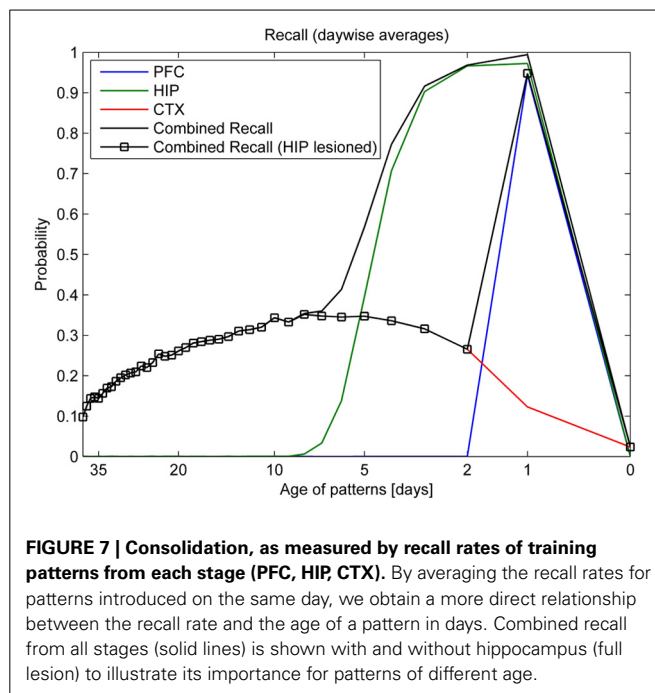 Recall (daywise averages)
PFC
HIP
CTX
Combined Recall
Combined Recall (HIP lesioned)
Probability
1
0.9
0.8
0.7
0.6
0.5
0.4
0.3
0.2
0.1
0
35 20 10 5 2 1 0
Age of patterns [days]
FIGURE 7 | Consolidation, as measured by recall rates of training
patterns from each stage (PFC, HIP, CTX). By averaging the recall rates for
patterns introduced on the same day, we obtain a more direct relationship
between the recall rate and the age of a pattern in days. Combined recall
from all stages (solid lines) is shown with and without hippocampus (full
lesion) to illustrate its importance for patterns of different age.